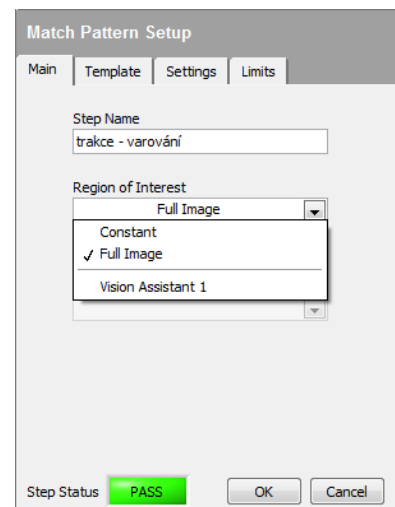 Match Pattern Setup
Main Template Settings Limits
Step Name
trakce - varování
Region of Interest
Full Image
Constant
✓ Full Image
Vision Assistant 1
Step Status PASS OK Cancel